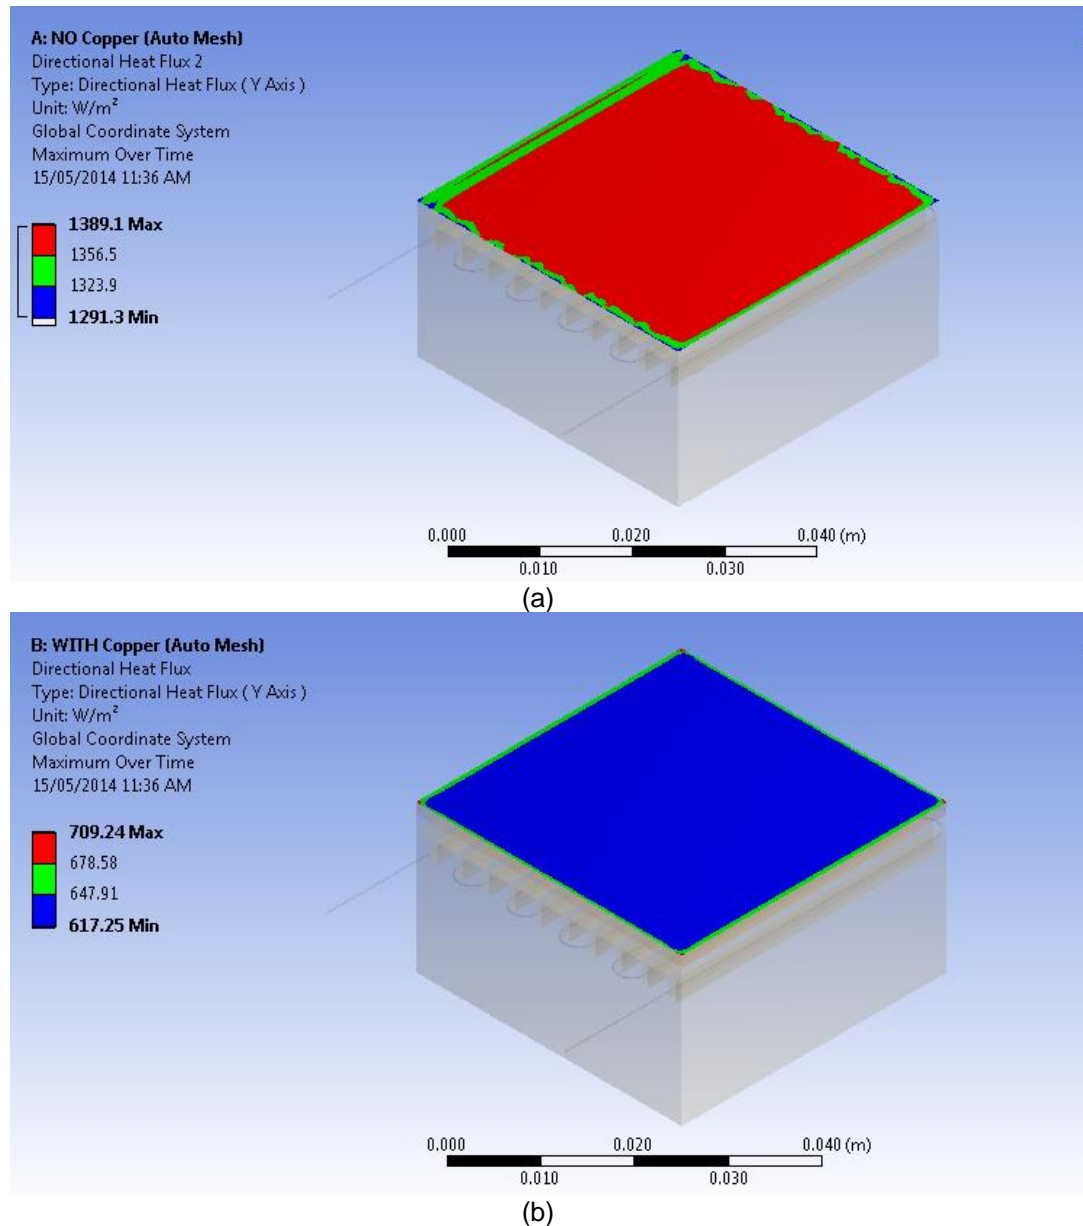 A: NO Copper (Auto Mesh)
Directional Heat Flux 2
Type: Directional Heat Flux ( Y Axis )
Unit: W/m²
Global Coordinate System
Maximum Over Time
15/05/2014 11:36 AM
1389.1 Max
1356.5
1323.9
1291.3 Min
0.000 0.020 0.040 (m)
0.010 0.030
(a)
B: WITH Copper (Auto Mesh)
Directional Heat Flux
Type: Directional Heat Flux ( Y Axis )
Unit: W/m²
Global Coordinate System
Maximum Over Time
15/05/2014 11:36 AM
709.24 Max
678.58
647.91
617.25 Min
0.000 0.020 0.040 (m)
0.010 0.030
(b)